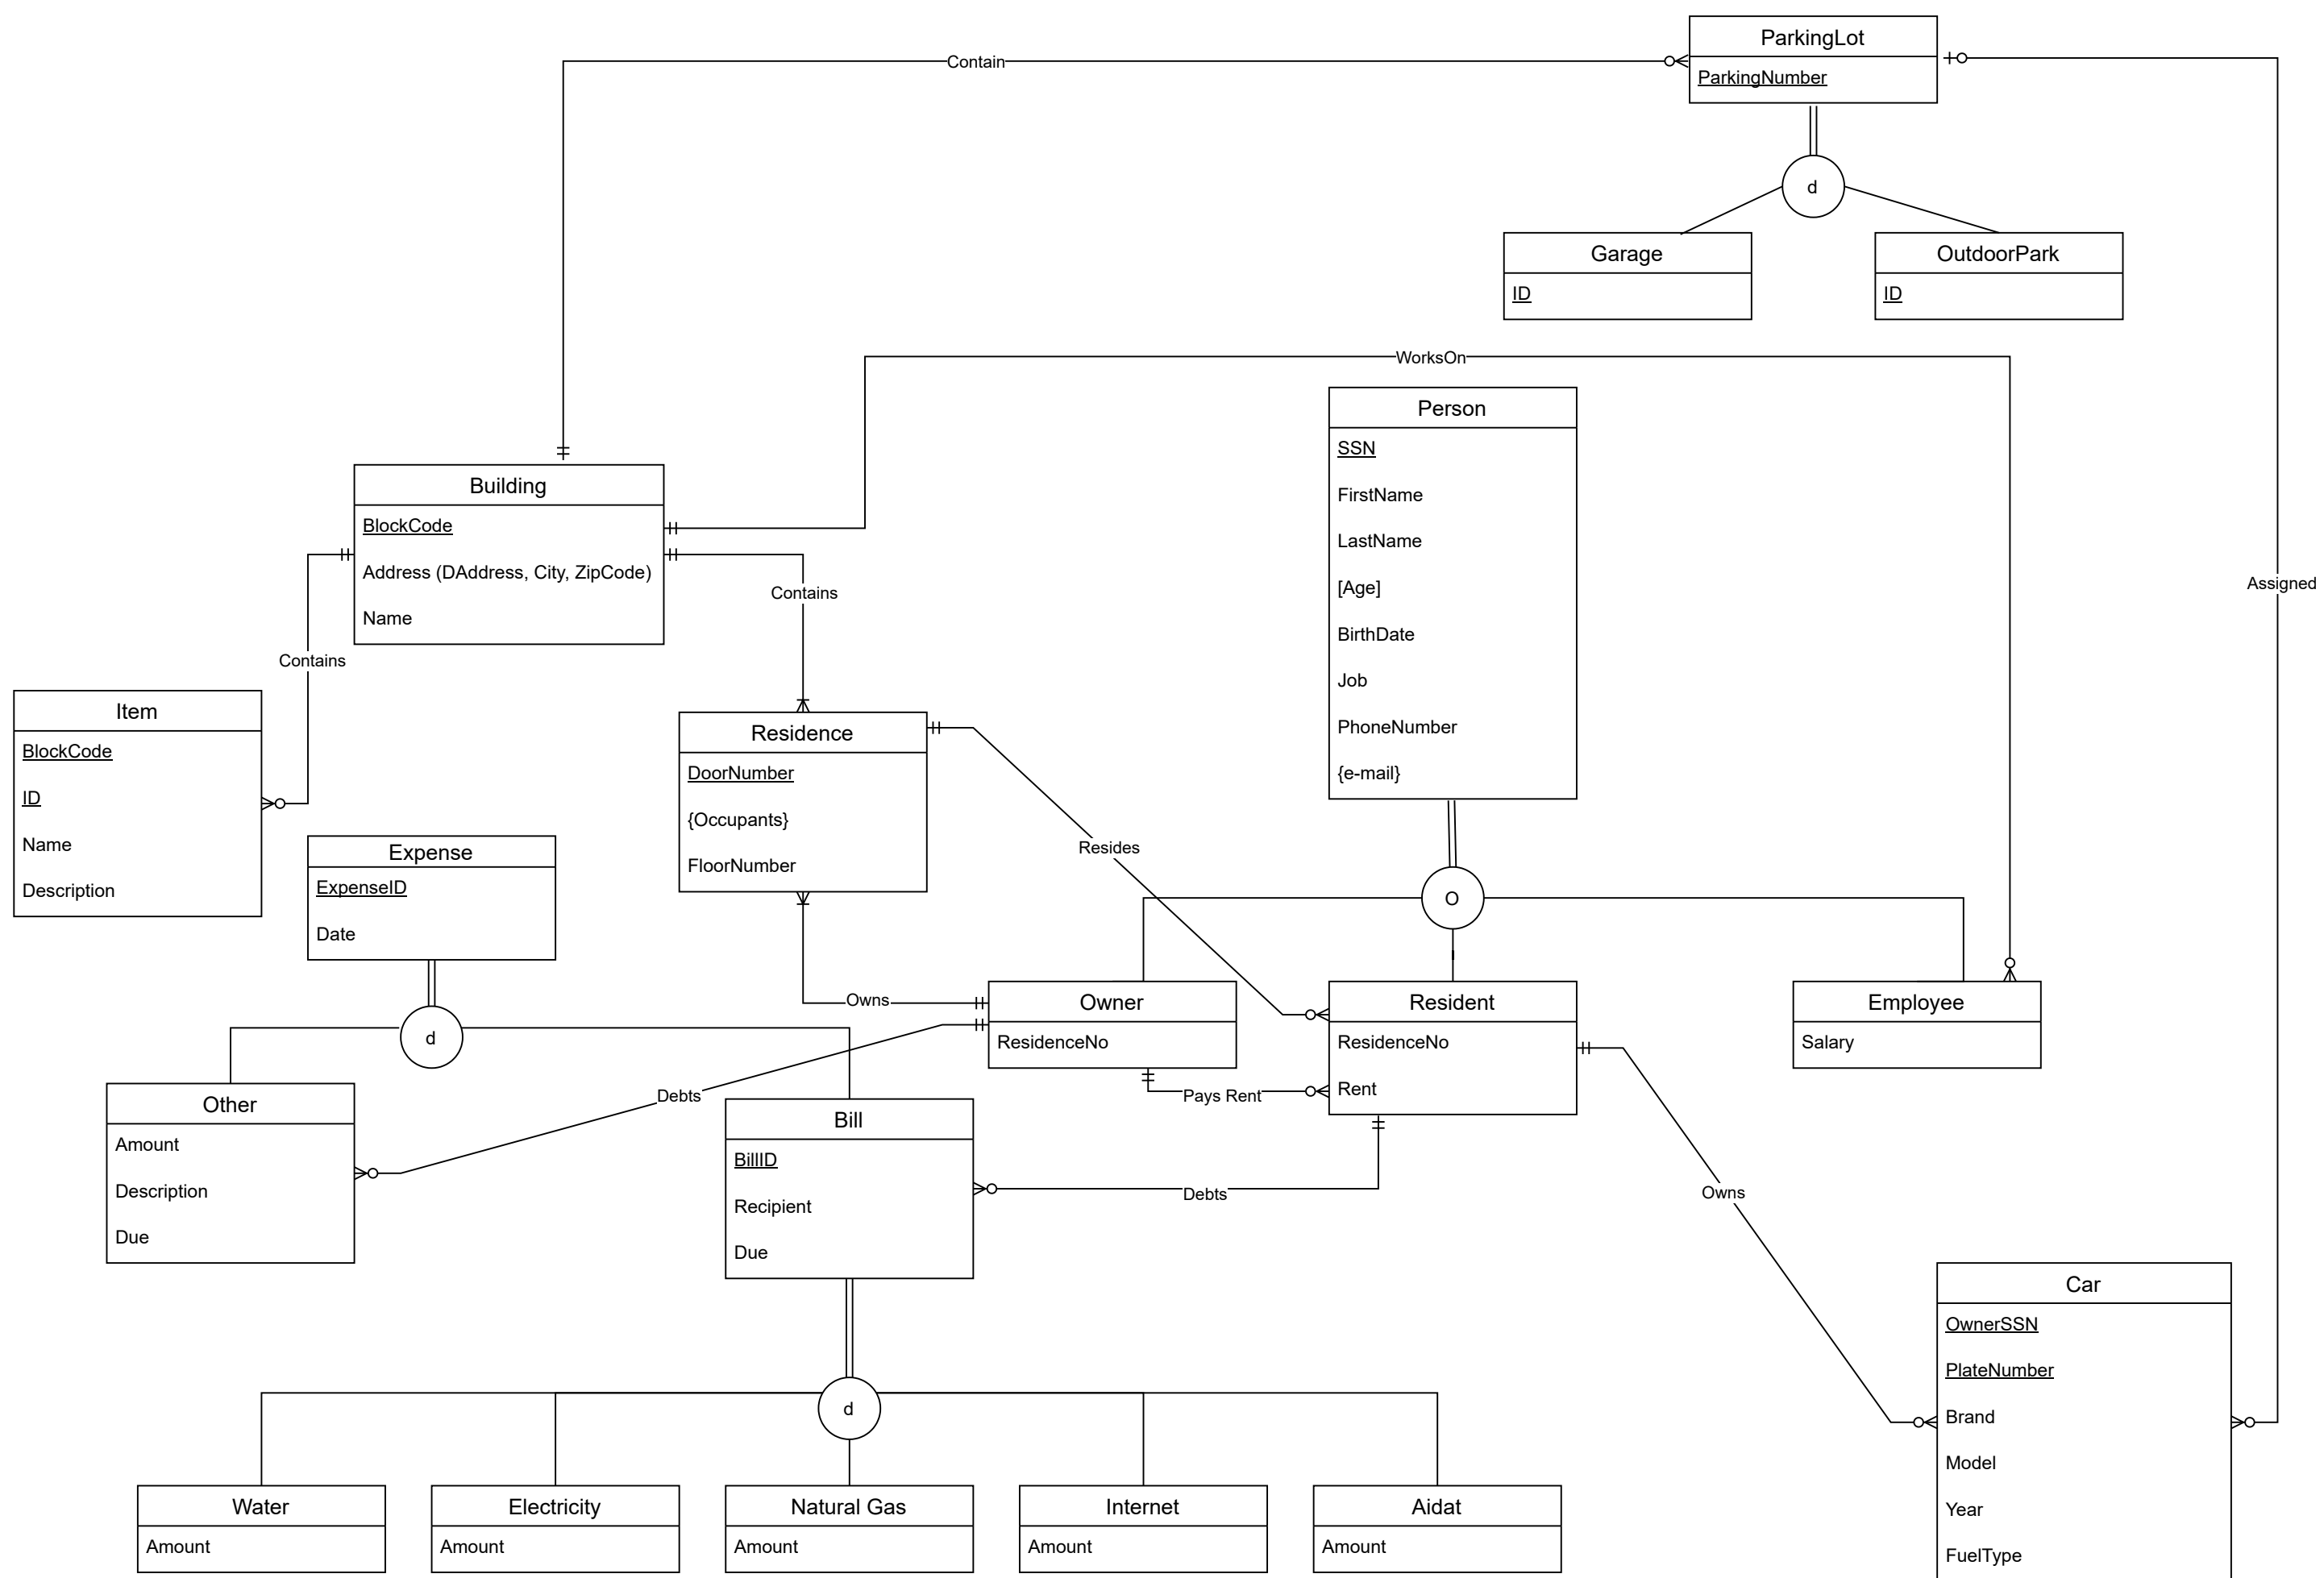 ParkingLot
ParkingNumber
Contain
d
Garage
ID
OutdoorPark
ID
WorksOn
Person
SSN
FirstName
LastName
[Age]
BirthDate
Job
PhoneNumber
{e-mail}
Assigned
Building
BlockCode
Address (DAddress, City, ZipCode)
Name
Contains
Contains
Item
BlockCode
ID
Name
Description
Residence
DoorNumber
{Occupants}
FloorNumber
Resides
Expense
ExpenseID
Date
O
d
Owns
Owner
ResidenceNo
Resident
ResidenceNo
Rent
Employee
Salary
Pays Rent
Debts
Other
Amount
Description
Due
Bill
BillID
Recipient
Due
Debts
Owns
Car
OwnerSSN
PlateNumber
Brand
Model
Year
FuelType
d
Water
Amount
Electricity
Amount
Natural Gas
Amount
Internet
Amount
Aidat
Amount